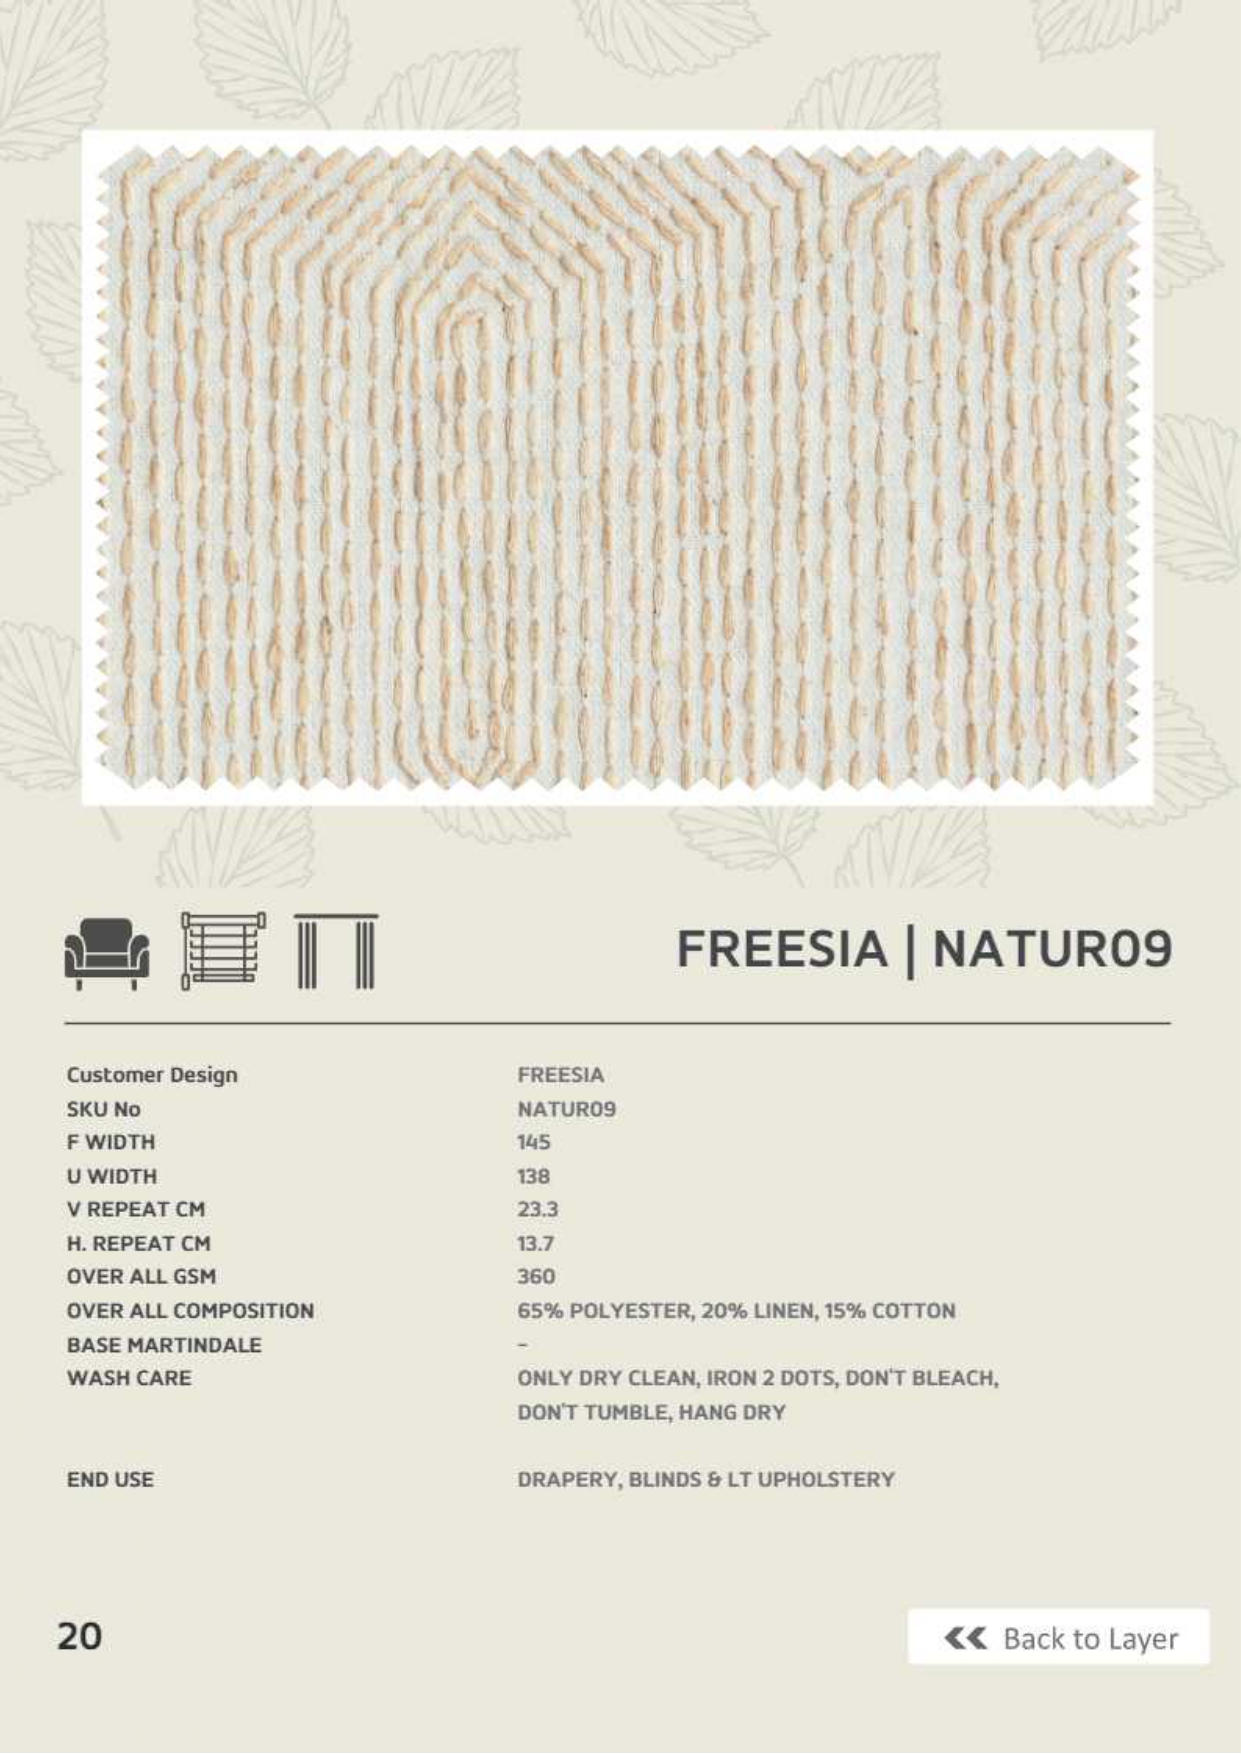 FREESIA | NATUR09
Customer Design FREESIA
SKU No NATUR09
F WIDTH 145
U WIDTH 138
V REPEAT CM 23.3
H. REPEAT CM 13.7
OVER ALL GSM 360
OVER ALL COMPOSITION 65% POLYESTER, 20% LINEN, 15% COTTON
BASE MARTINDALE –
WASH CARE ONLY DRY CLEAN, IRON 2 DOTS, DON'T BLEACH,
DON'T TUMBLE, HANG DRY
END USE DRAPERY, BLINDS & LT UPHOLSTERY
20
Back to Layer